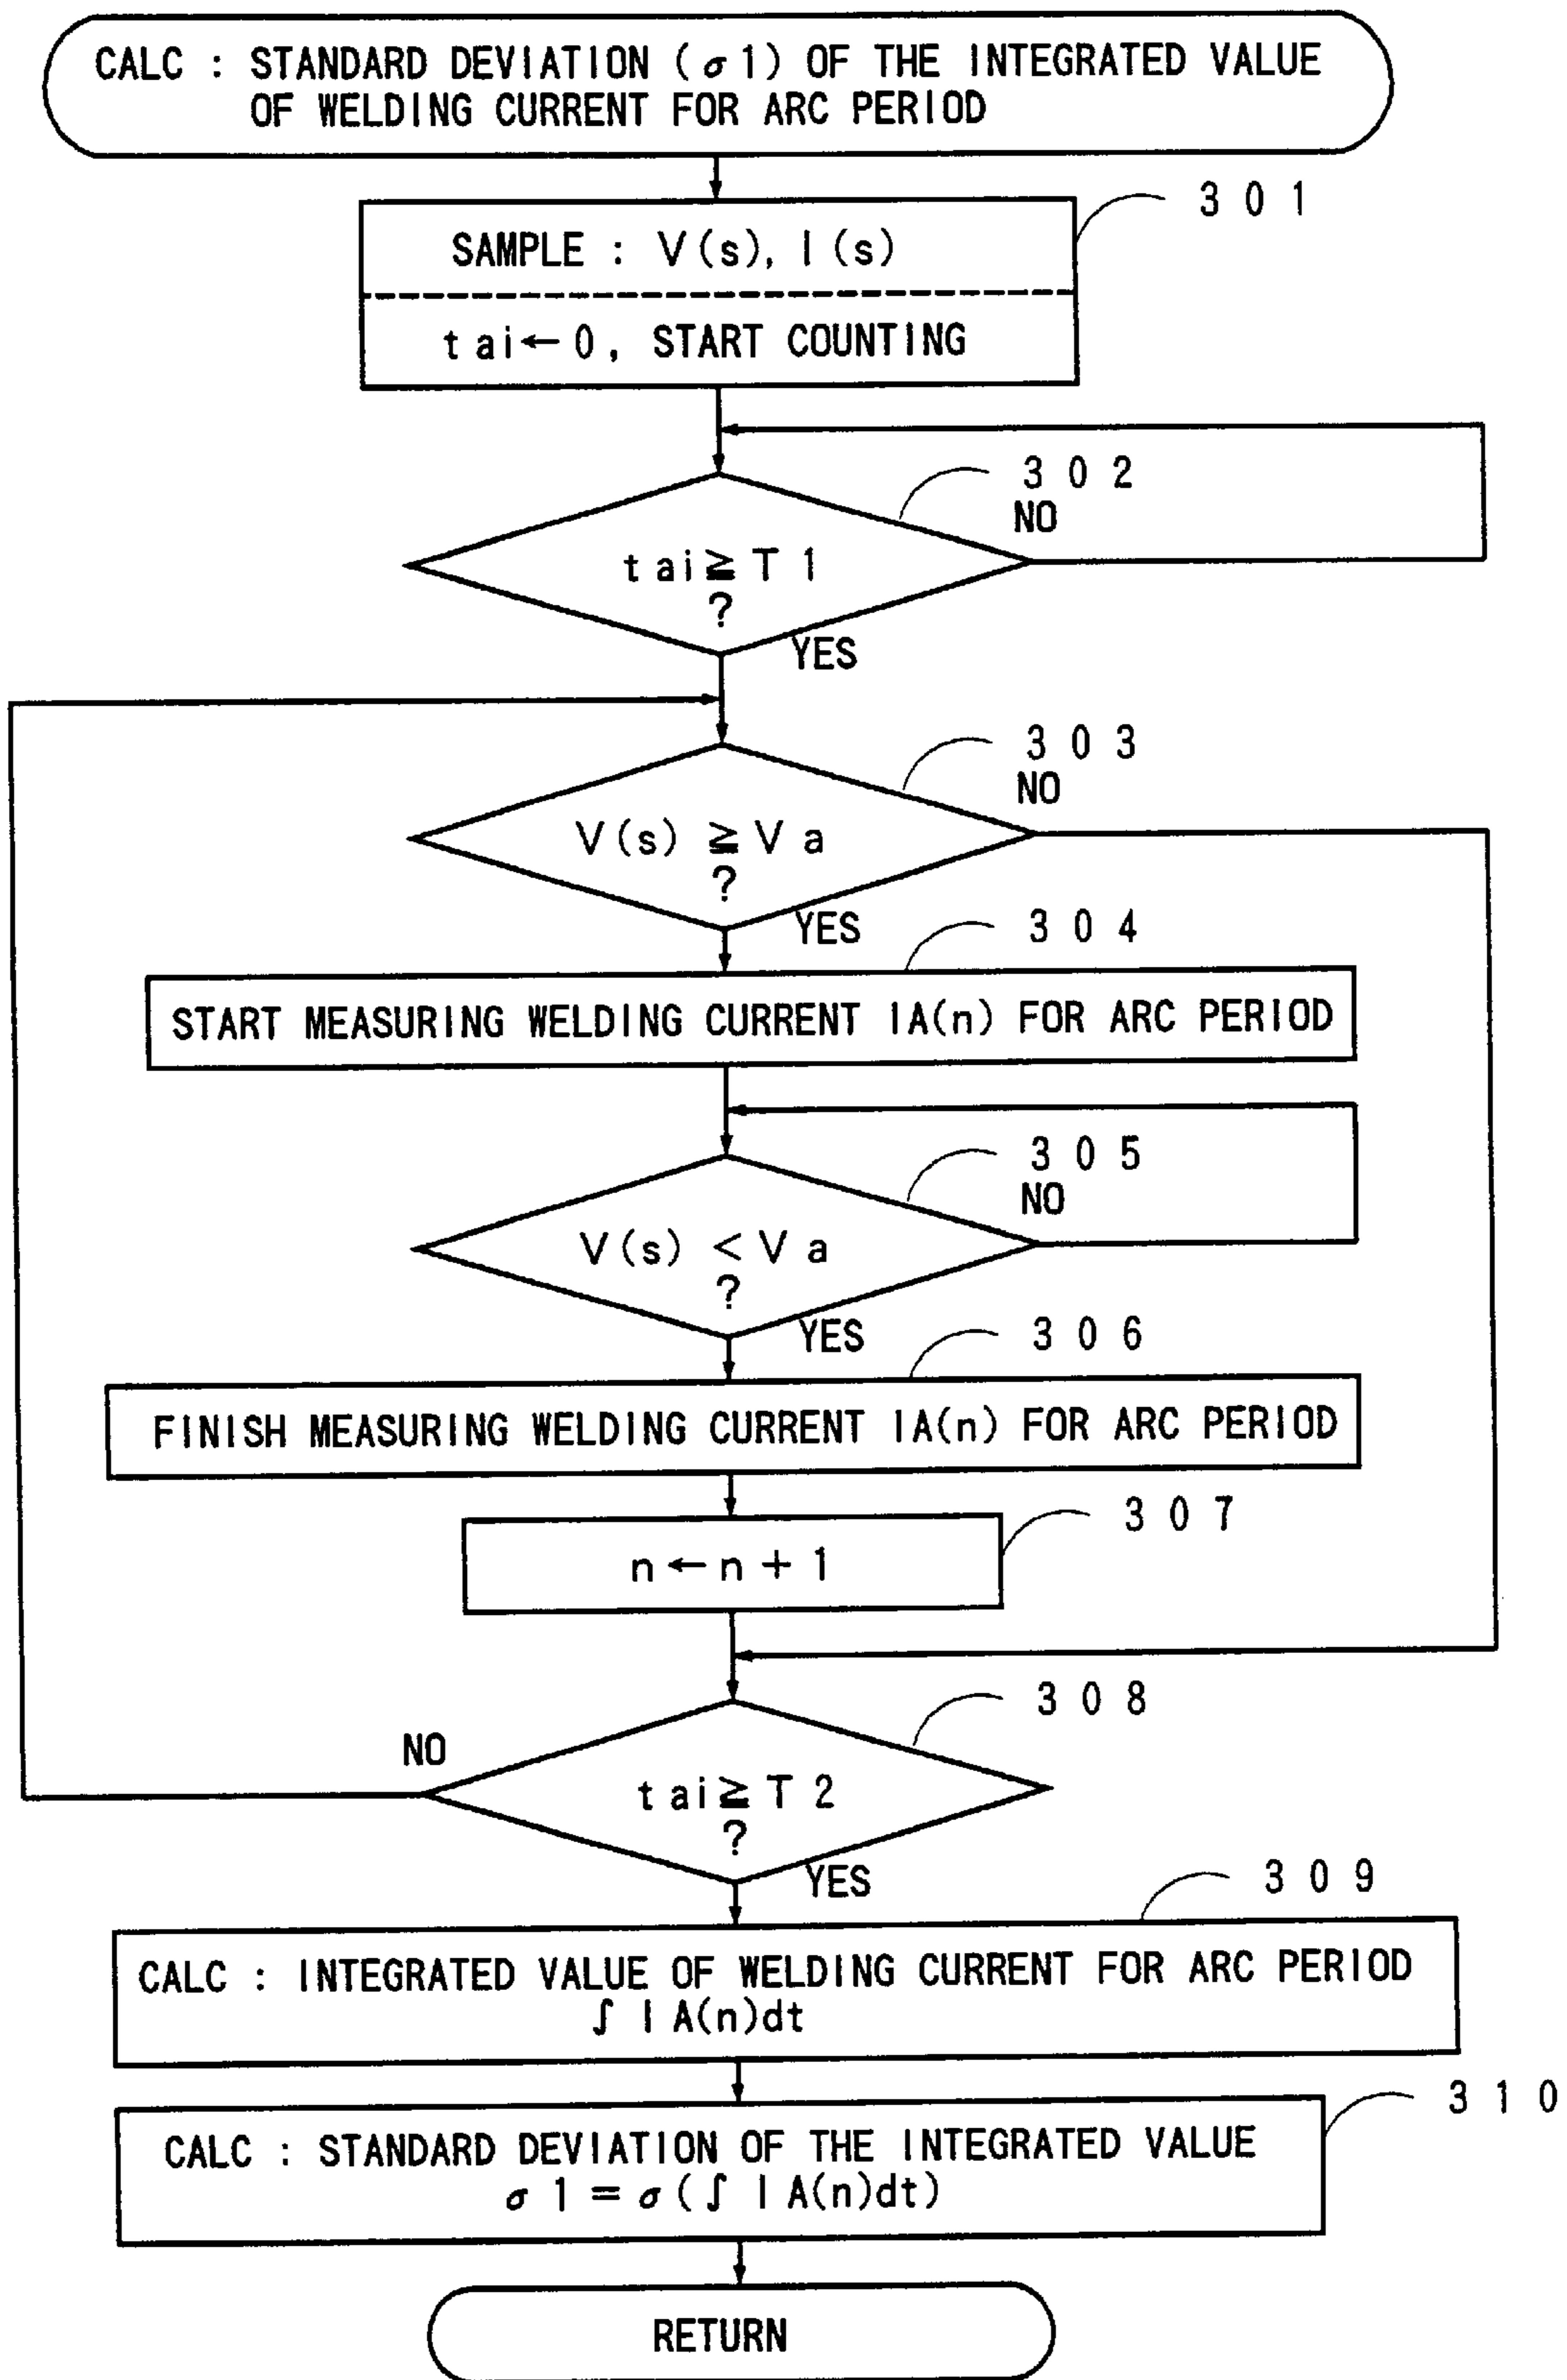 CALC : STANDARD DEVIATION (σ1) OF THE INTEGRATED VALUE
OF WELDING CURRENT FOR ARC PERIOD
301
SAMPLE : V(s), I(s)
tai←0, START COUNTING
302
NO
tai≧T1
?
YES
303
NO
V(s) ≧ Va
?
YES
304
START MEASURING WELDING CURRENT IA(n) FOR ARC PERIOD
305
NO
V(s) < Va
?
YES
306
FINISH MEASURING WELDING CURRENT IA(n) FOR ARC PERIOD
307
n←n+1
308
NO
tai≧T2
?
YES
309
CALC : INTEGRATED VALUE OF WELDING CURRENT FOR ARC PERIOD
∫ IA(n)dt
310
CALC : STANDARD DEVIATION OF THE INTEGRATED VALUE
σ1=σ(∫ IA(n)dt)
RETURN